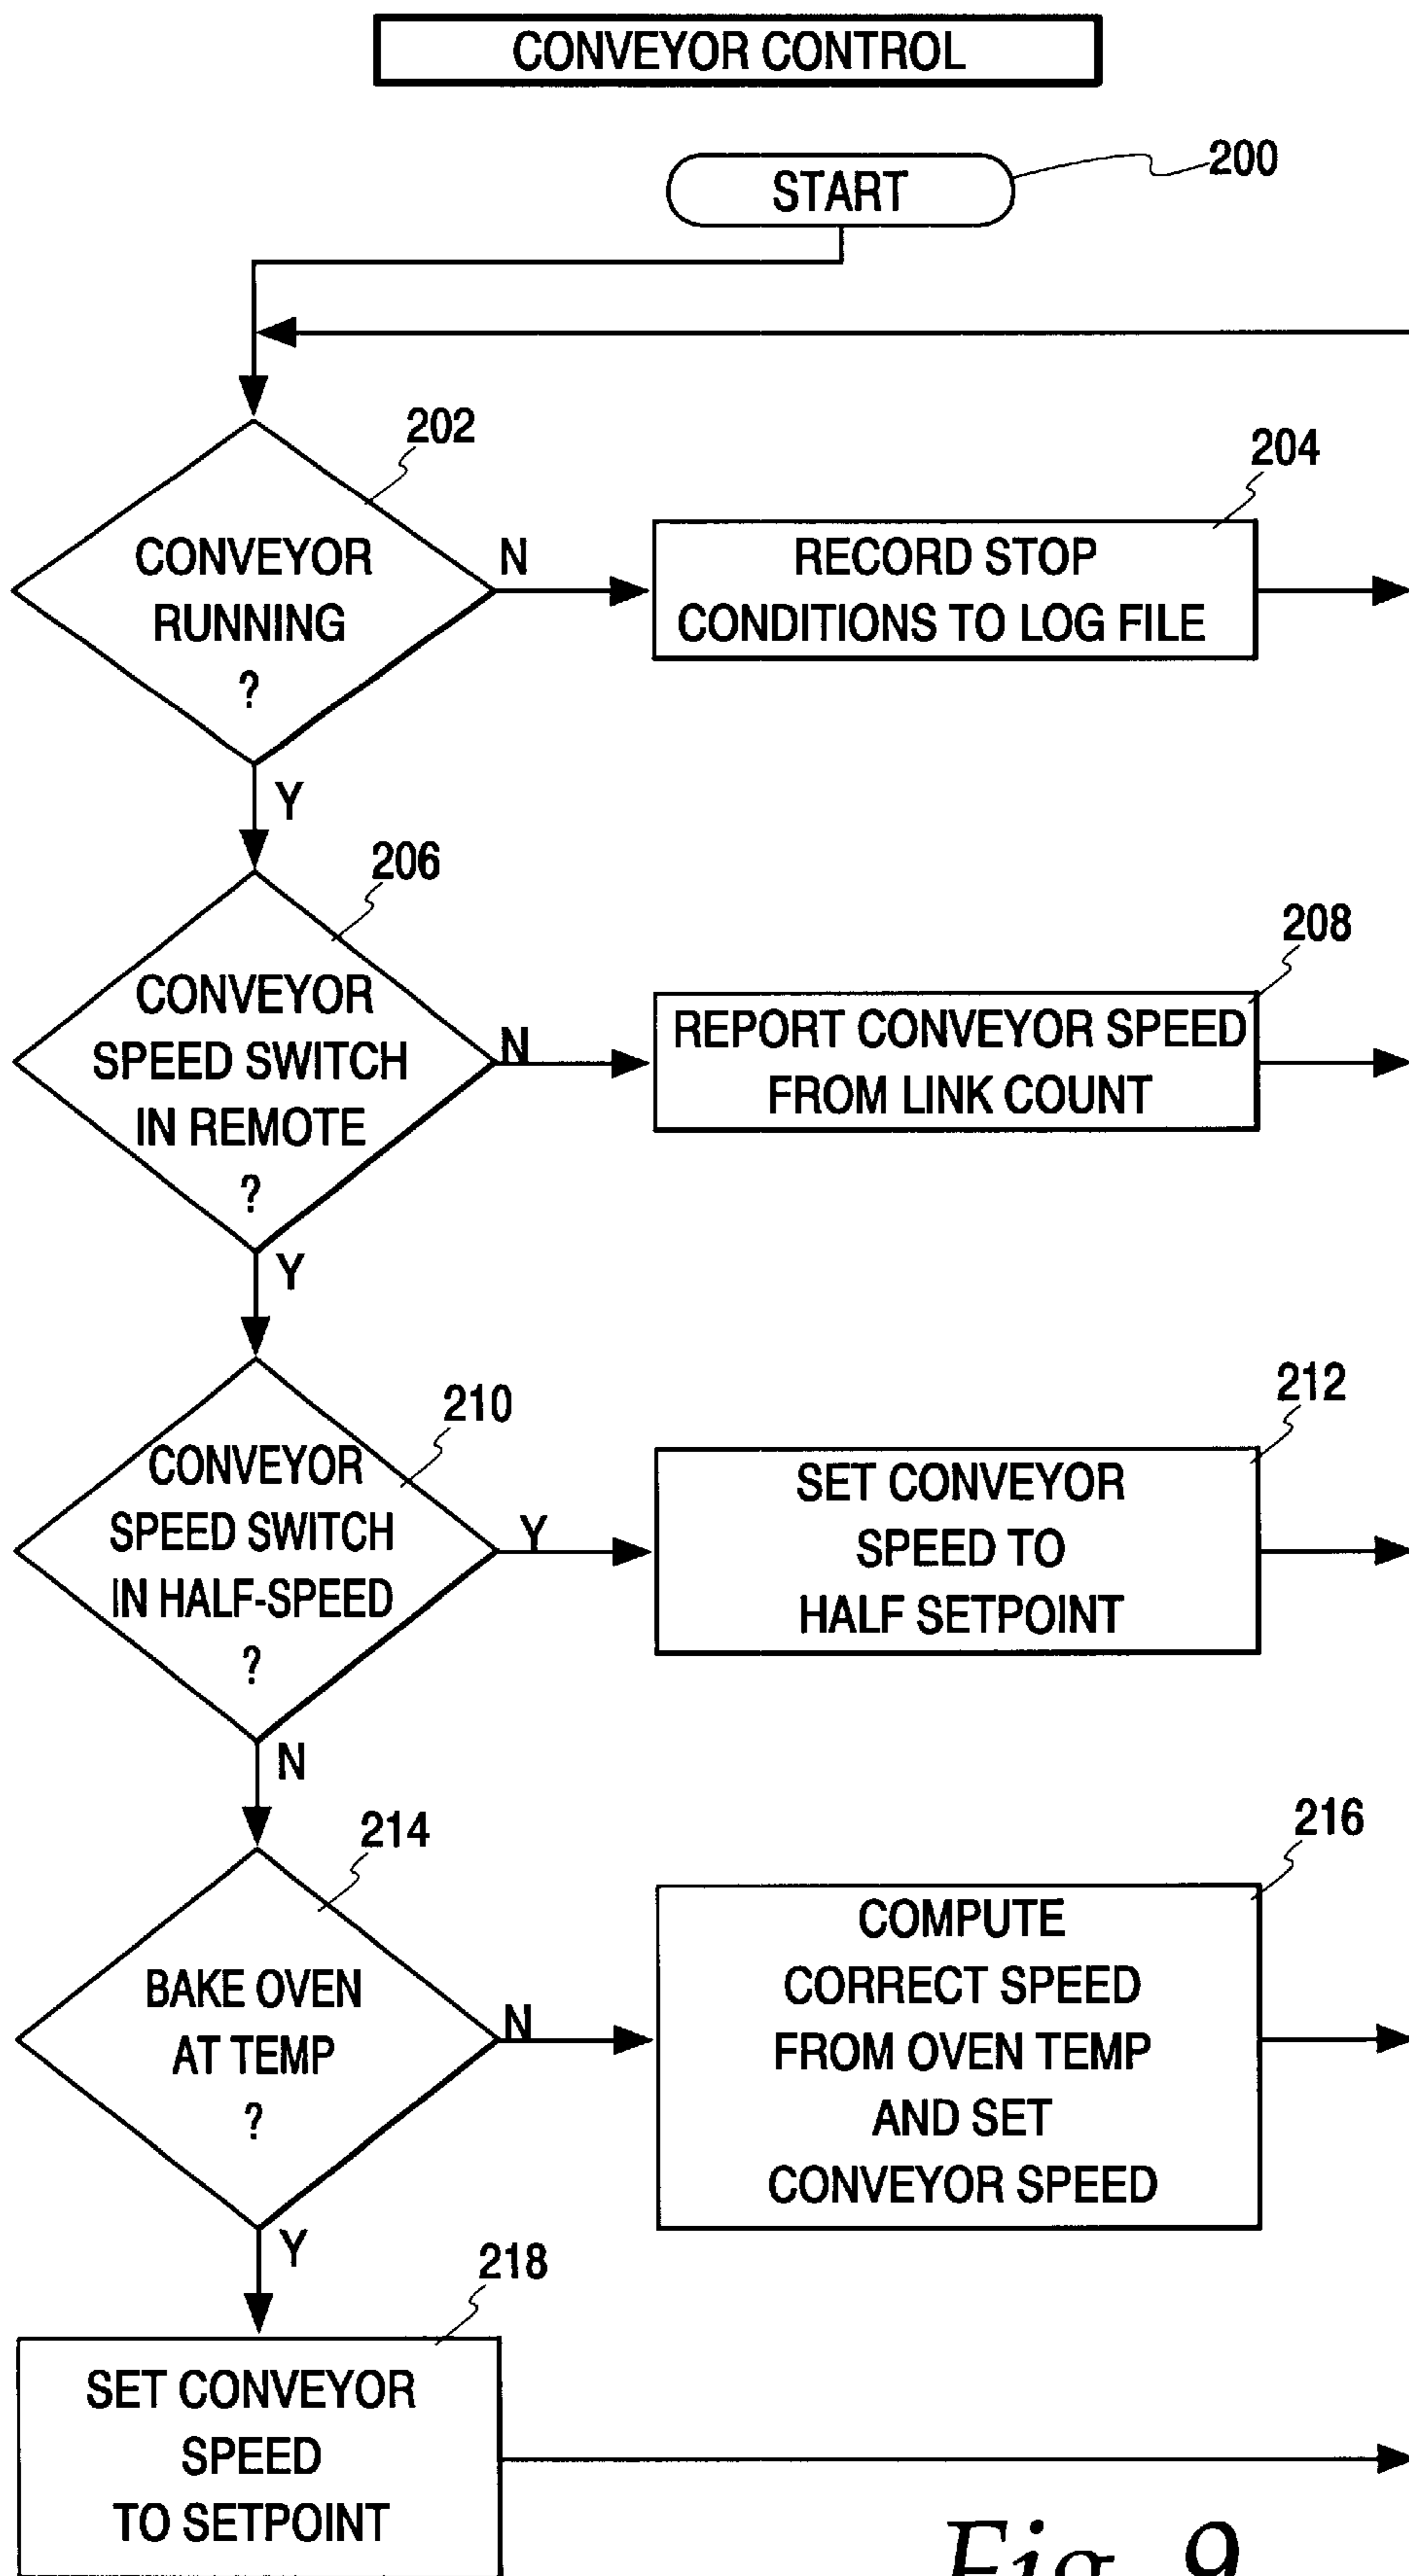 CONVEYOR CONTROL
START
200
202
CONVEYOR
RUNNING
?
N
Y
204
RECORD STOP
CONDITIONS TO LOG FILE
206
CONVEYOR
SPEED SWITCH
IN REMOTE
?
N
Y
208
REPORT CONVEYOR SPEED
FROM LINK COUNT
210
CONVEYOR
SPEED SWITCH
IN HALF-SPEED
?
Y
N
212
SET CONVEYOR
SPEED TO
HALF SETPOINT
214
BAKE OVEN
AT TEMP
?
N
Y
216
COMPUTE
CORRECT SPEED
FROM OVEN TEMP
AND SET
CONVEYOR SPEED
218
SET CONVEYOR
SPEED
TO SETPOINT
Fig. 9